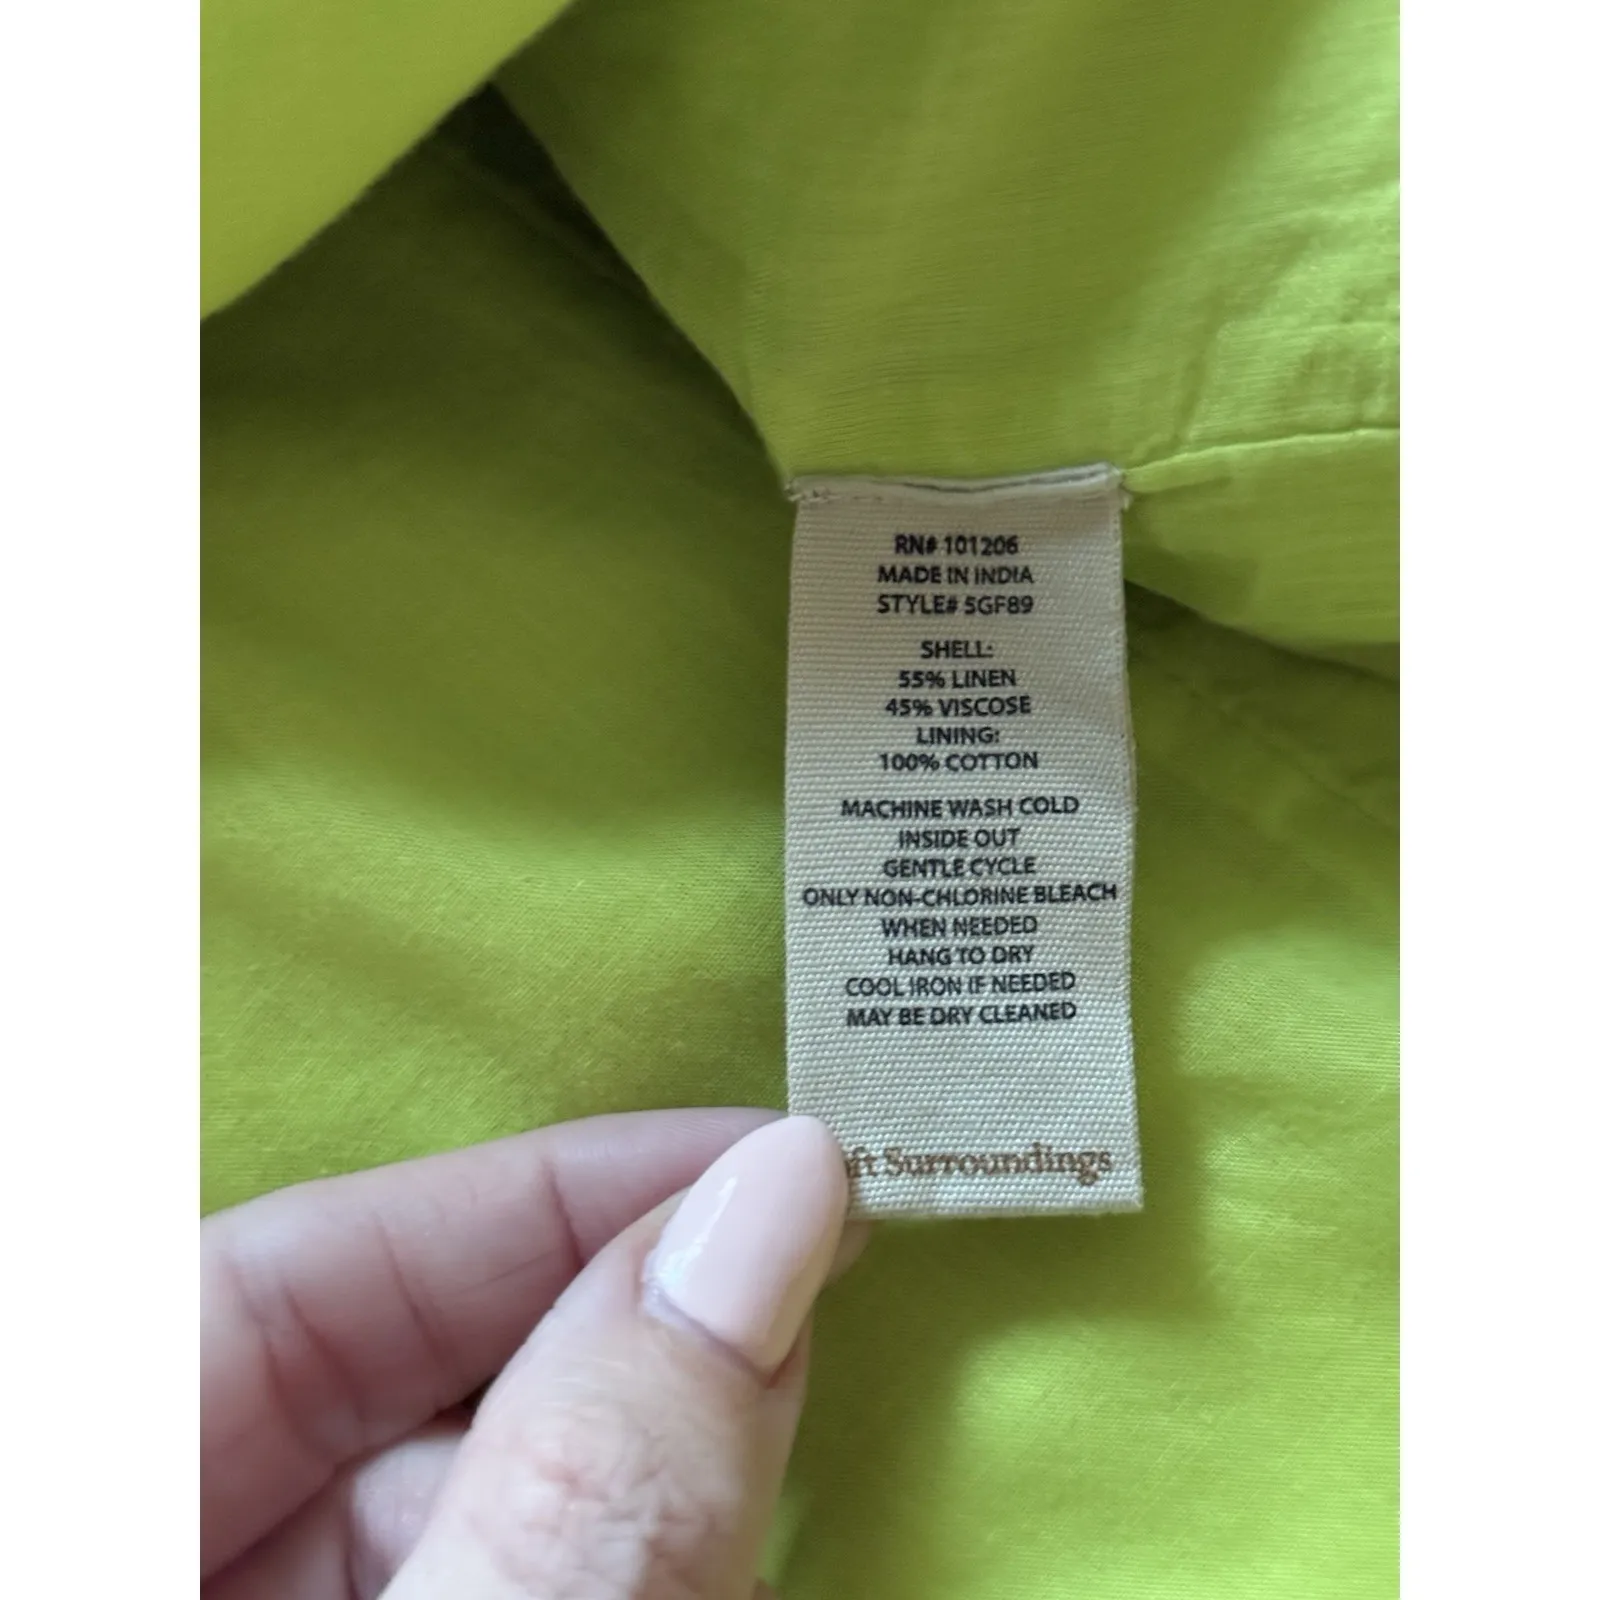 RN# 101206
MADE IN INDIA
STYLE# 5GF89
SHELL:
55% LINEN
45% VISCOSE
LINING:
100% COTTON
MACHINE WASH COLD
INSIDE OUT
GENTLE CYCLE
ONLY NON-CHLORINE BLEACH
WHEN NEEDED
HANG TO DRY
COOL IRON IF NEEDED
MAY BE DRY CLEANED
Surroundings